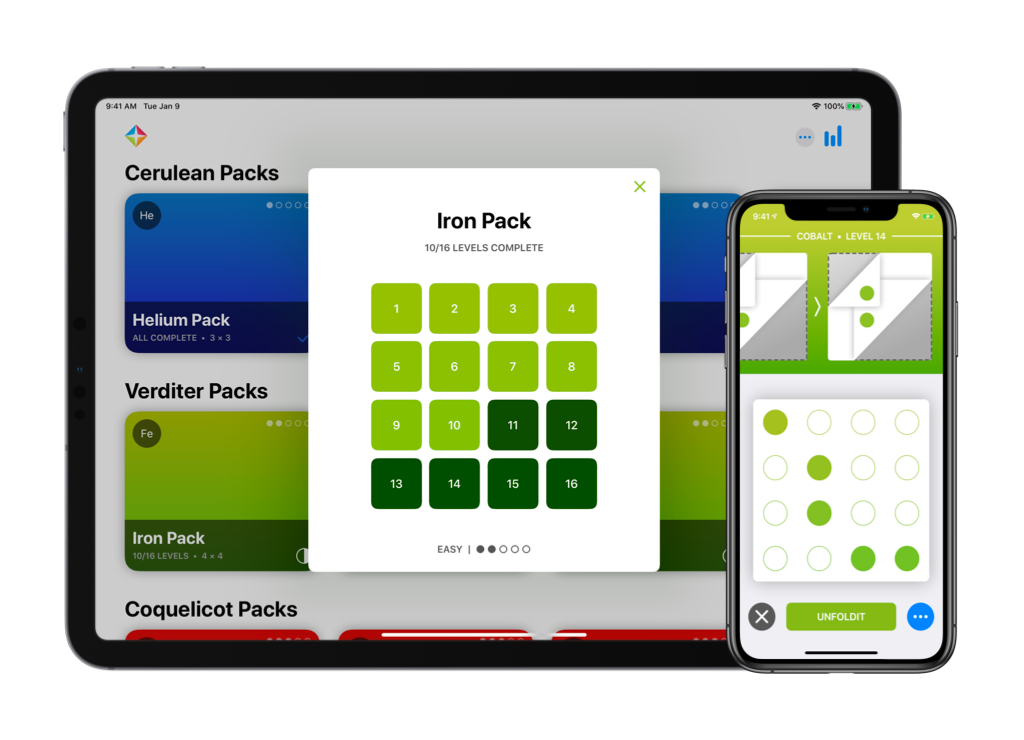 9:41 AM Tue Jan 9
100%
Cerulean Packs
He
Helium Pack
ALL COMPLETE • 3 × 3
Verditer Packs
Fe
Iron Pack
10/16 LEVELS • 4 × 4
Coquelicot Packs
Iron Pack
10/16 LEVELS COMPLETE
1 2 3 4
5 6 7 8
9 10 11 12
13 14 15 16
EASY |
9:41
COBALT • LEVEL 14
UNFOLDIT